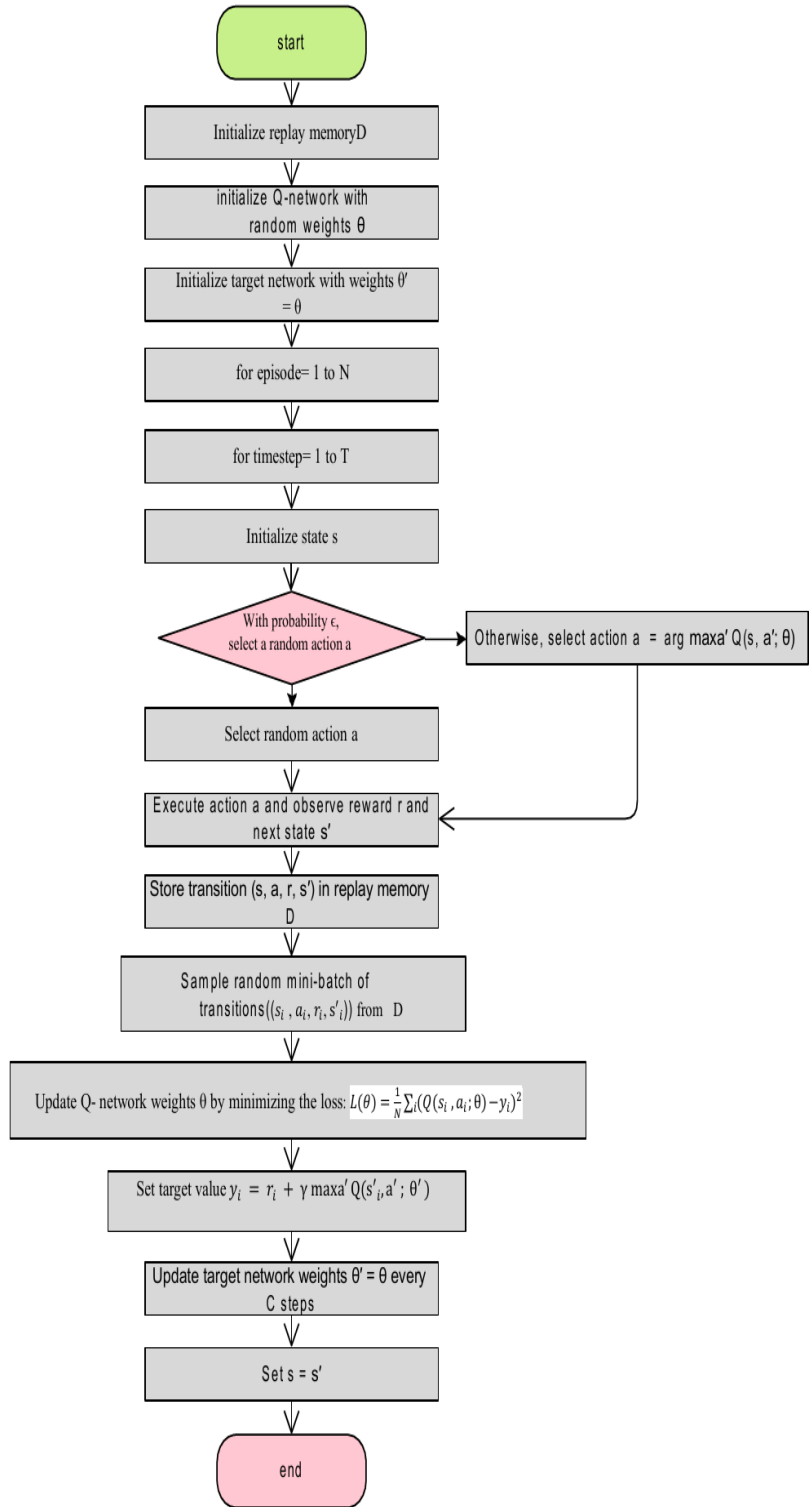 start
Initialize replay memoryD
initialize Q-network with
random weights θ
Initialize target network with weights θ′
= θ
for episode= 1 to N
for timestep= 1 to T
Initialize state s
With probability ϵ,
select a random action a
Otherwise, select action a = arg maxa′ Q(s, a′; θ)
Select random action a
Execute action a and observe reward r and
next state s′
Store transition (s, a, r, s′) in replay memory
D
Sample random mini-batch of
transitions((sᵢ , aᵢ, rᵢ, s′ᵢ)) from D
Update Q- network weights θ by minimizing the loss: L(θ) = 1/N ∑ᵢ(Q(sᵢ , aᵢ; θ) − yᵢ)²
Set target value yᵢ = rᵢ + γ maxa′ Q(s′ᵢ, a′ ; θ′ )
Update target network weights θ′ = θ every
C steps
Set s = s′
end